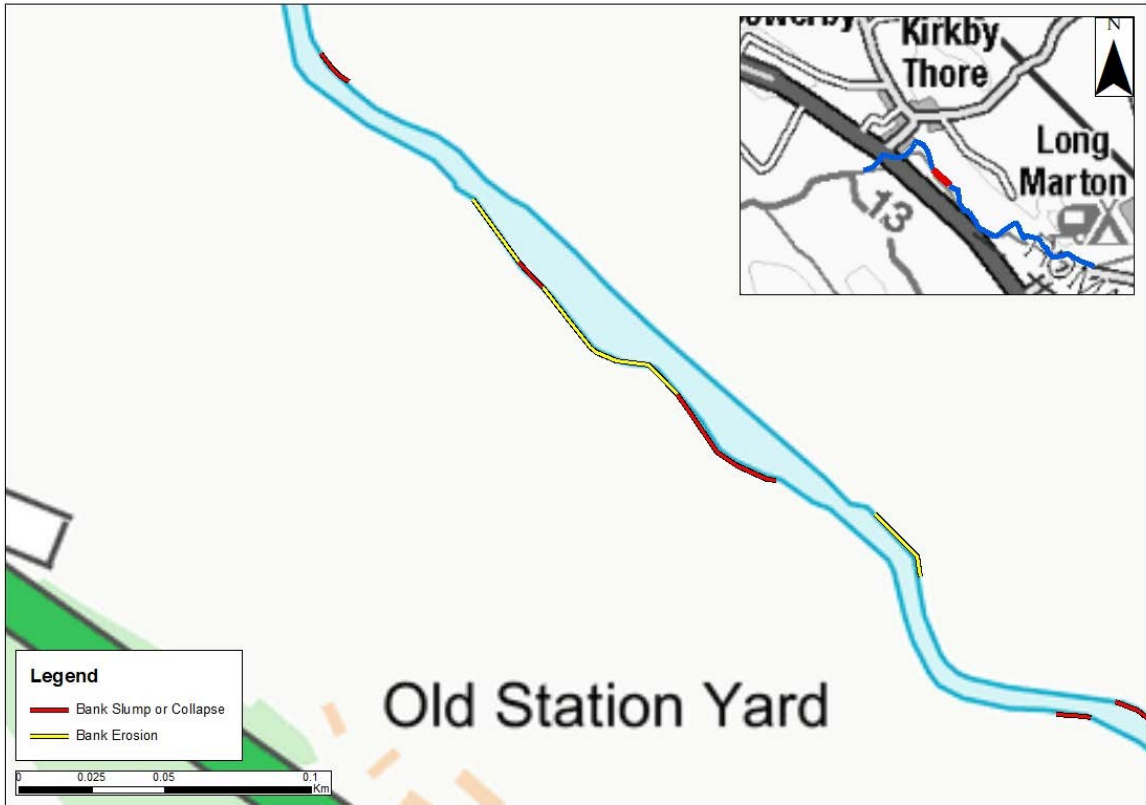 Kirkby
Thore
N
Long
Marton
13
Old Station Yard
Legend
Bank Slump or Collapse
Bank Erosion
0 0.025 0.05 0.1
Km